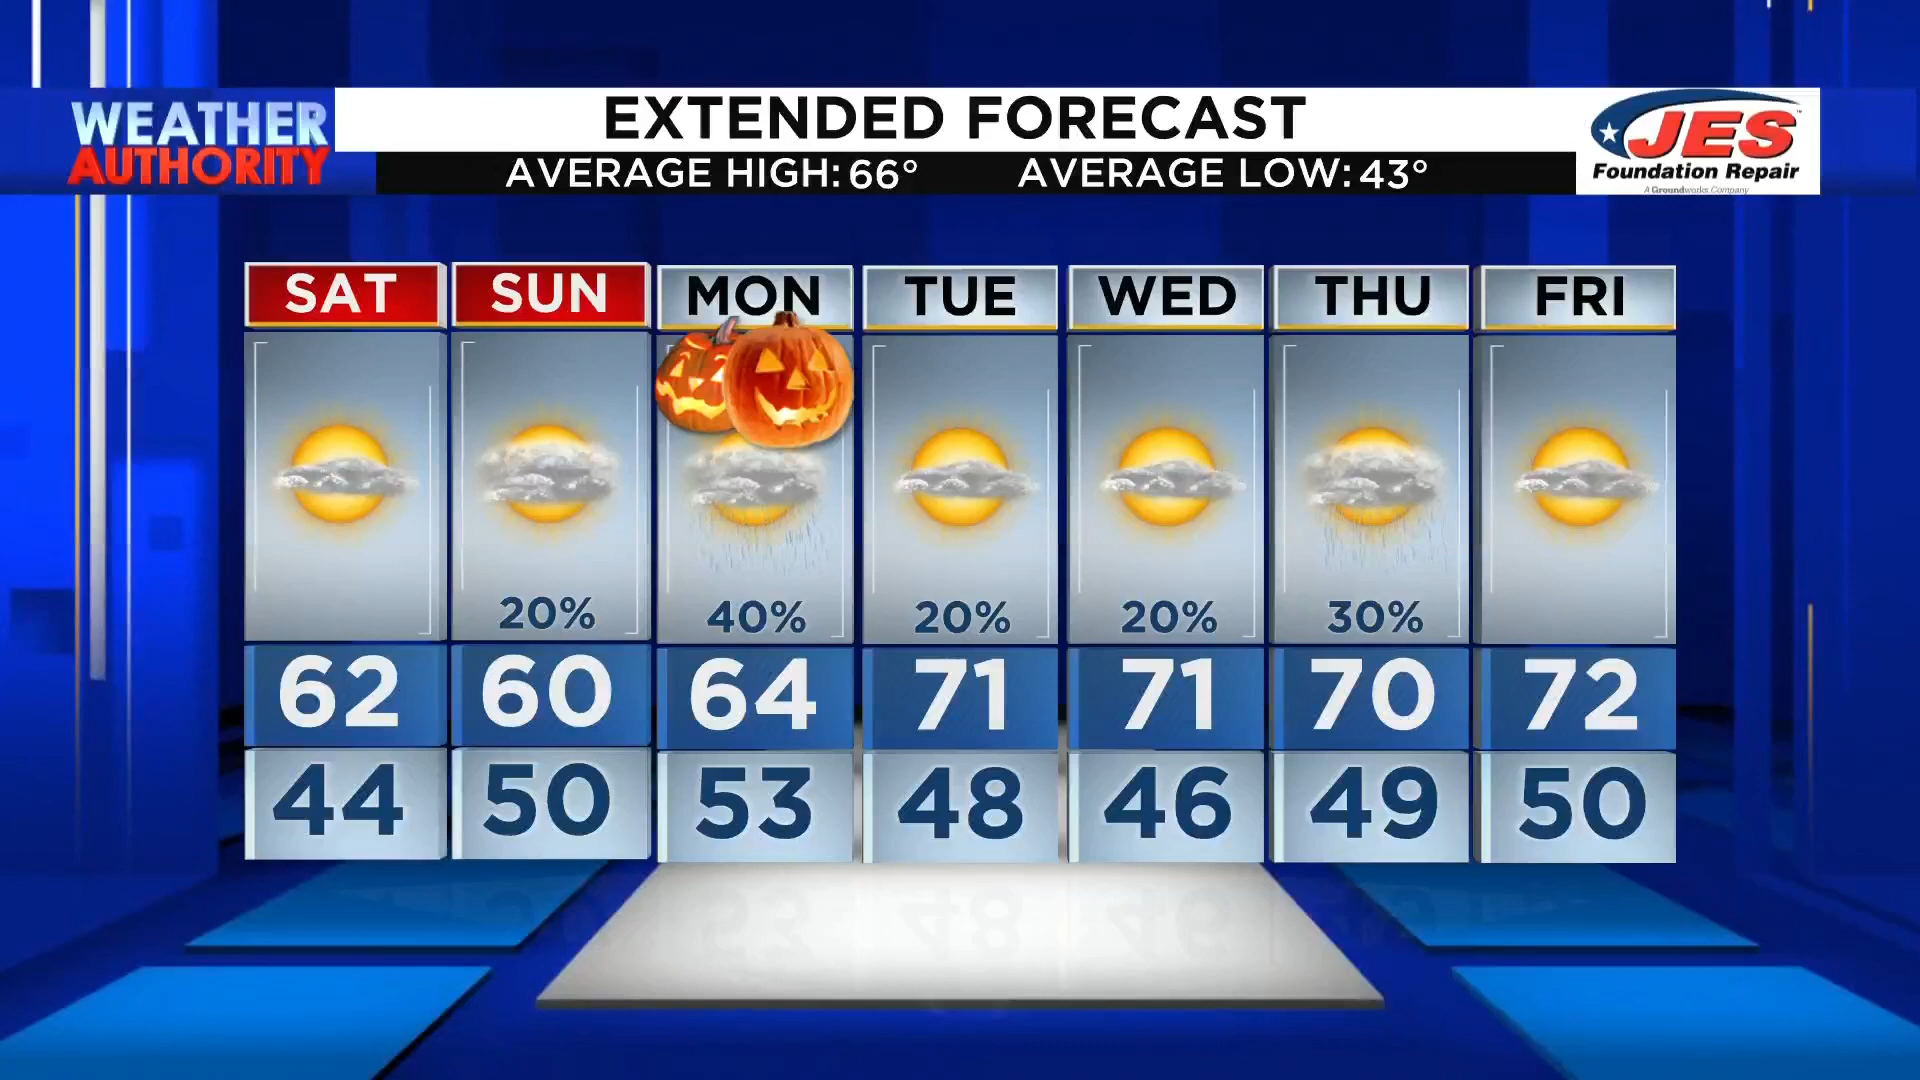 WEATHER
AUTHORITY
EXTENDED FORECAST
AVERAGE HIGH: 66° AVERAGE LOW: 43°
JES
Foundation Repair
A Groundworks Company
SAT SUN MON TUE WED THU FRI
20% 40% 20% 20% 30%
62 60 64 71 71 70 72
44 50 53 48 46 49 50